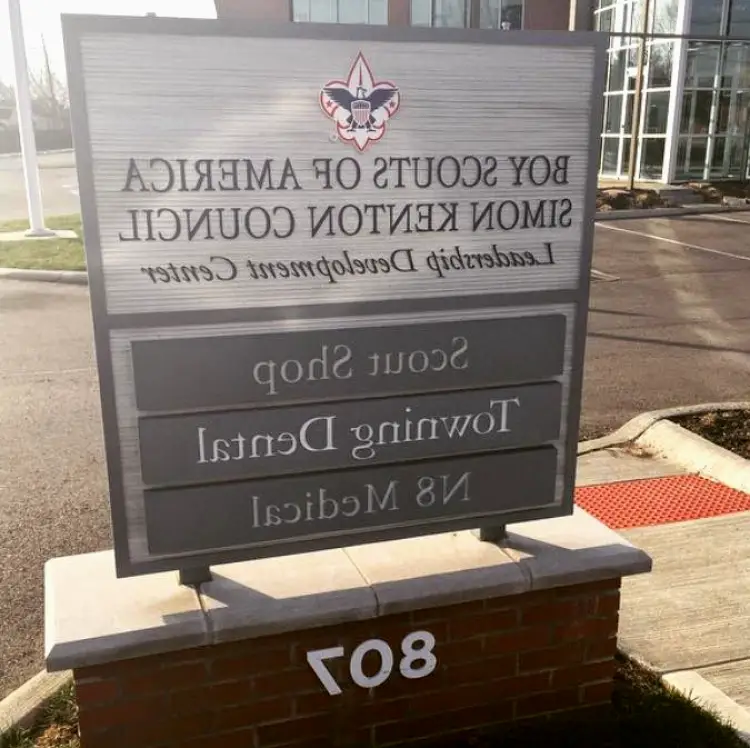 BOY SCOUTS OF AMERICA
SIMON KENTON COUNCIL
Leadership Development Center
Scout Shop
Towning Dental
N8 Medical
807